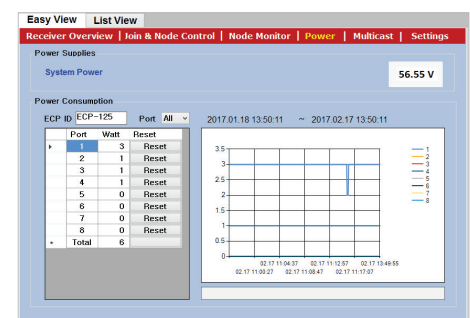 Easy View List View
Receiver Overview | Join & Node Control | Node Monitor | Power | Multicast | Settings
Power Supplies
System Power 56.55 V
Power Consumption
ECP ID ECP-125 Port All 2017.01.18 13:50:11 ~ 2017.02.17 13:50:11
Port Watt Reset
1 3 Reset
2 1 Reset
3 1 Reset
4 1 Reset
5 0 Reset
6 0 Reset
7 0 Reset
8 0 Reset
Total 6
3.5
3
2.5
2
1.5
1
0.5
0
02.17 11:04:37 02.17 11:12:57 02.17 13:49:55
02.17 11:00:27 02.17 11:08:47 02.17 11:17:07
1
2
3
4
5
6
7
8